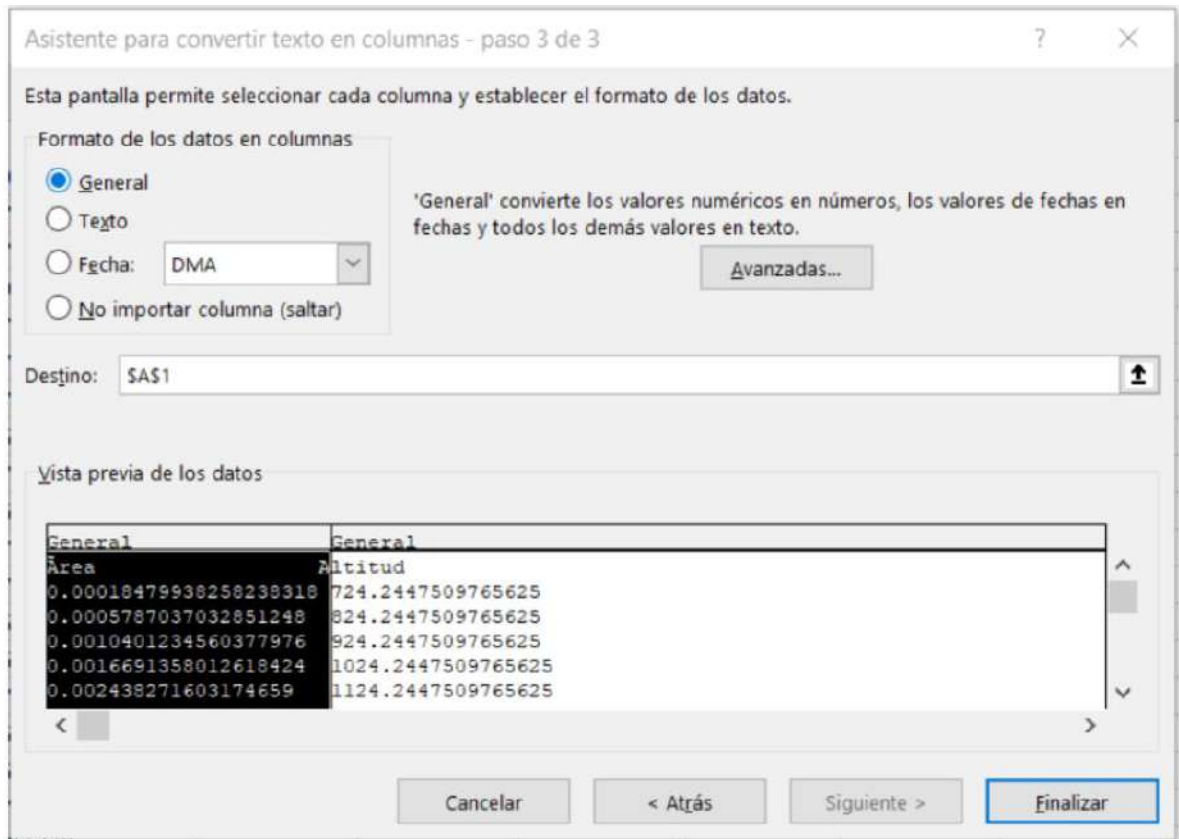 Asistente para convertir texto en columnas - paso 3 de 3 ? ×
Esta pantalla permite seleccionar cada columna y establecer el formato de los datos.
Formato de los datos en columnas
General
Texto
Fecha: DMA
No importar columna (saltar)
'General' convierte los valores numéricos en números, los valores de fechas en
fechas y todos los demás valores en texto.
Avanzadas...
Destino: $A$1
Vista previa de los datos
General General
Área Altitud
0.00018479938258238318 724.2447509765625
0.0005787037032851248 824.2447509765625
0.0010401234560377976 924.2447509765625
0.0016691358012618424 1024.2447509765625
0.002438271603174659 1124.2447509765625
Cancelar < Atrás Siguiente > Finalizar